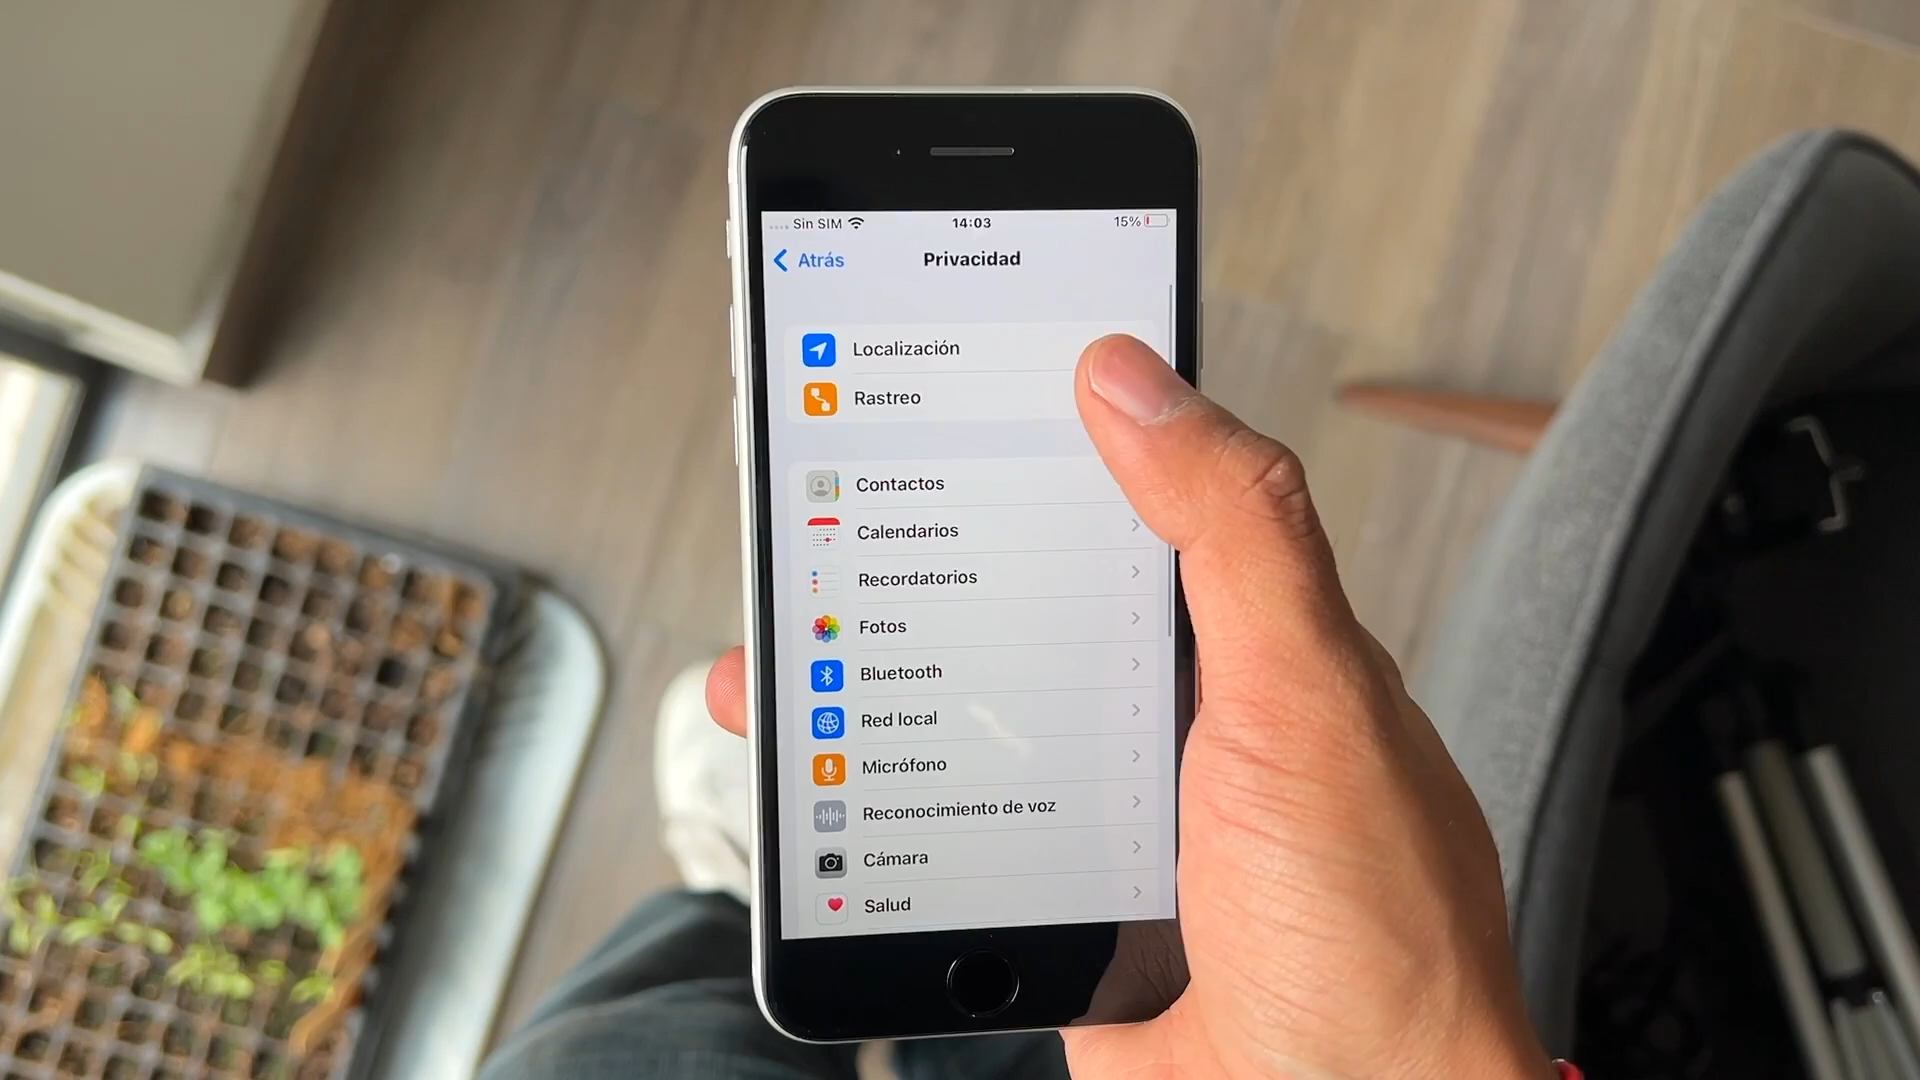 Sin SIM 14:03 15%
Atrás Privacidad
Localización
Rastreo
Contactos
Calendarios
Recordatorios
Fotos
Bluetooth
Red local
Micrófono
Reconocimiento de voz
Cámara
Salud